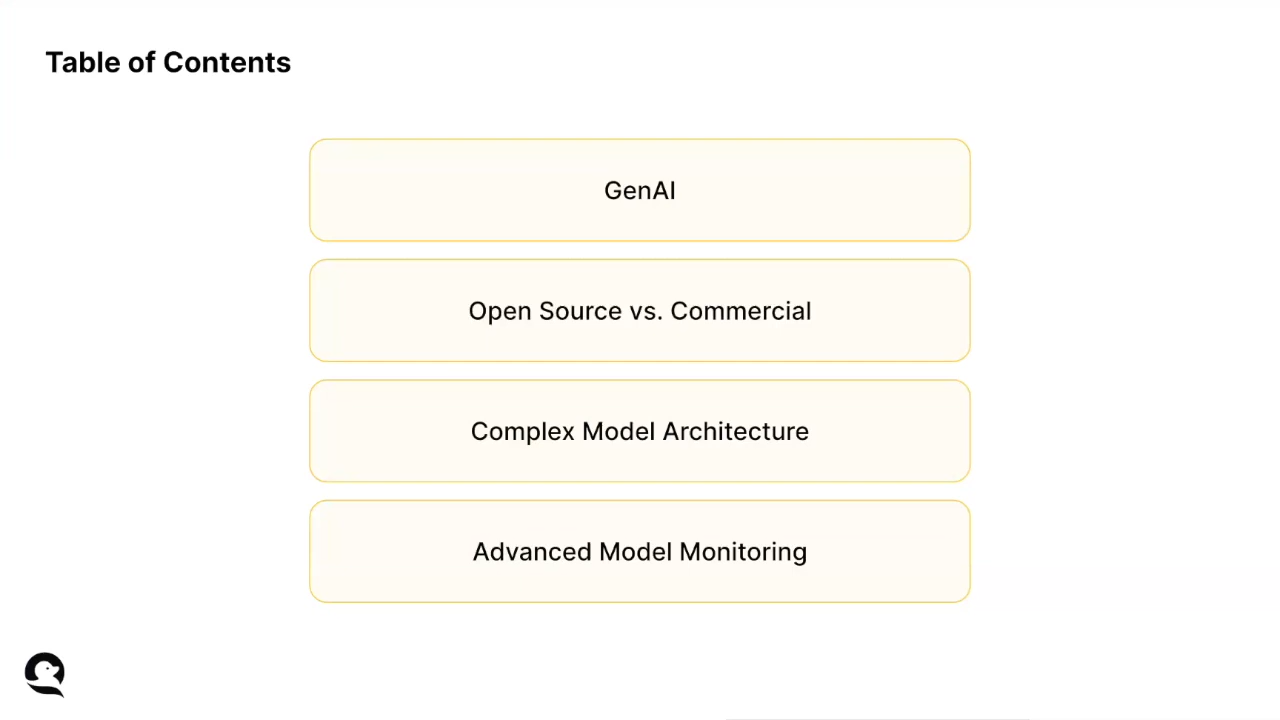 Table of Contents
GenAI
Open Source vs. Commercial
Complex Model Architecture
Advanced Model Monitoring